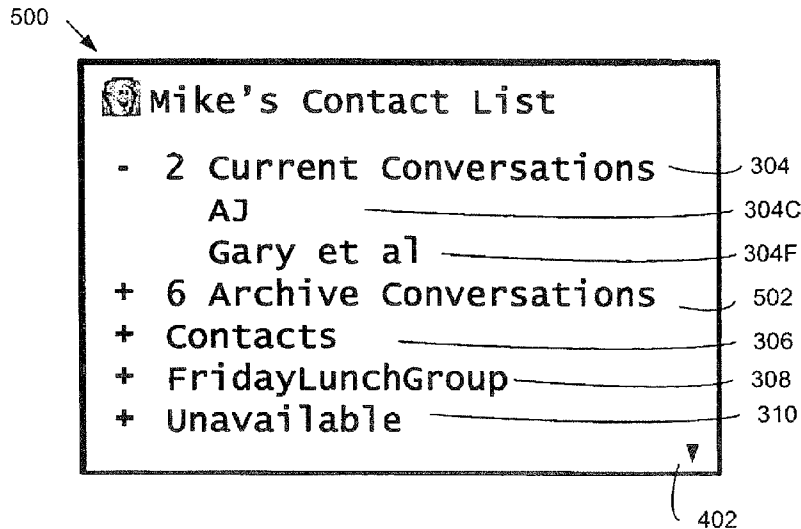 500
Mike's Contact List
- 2 Current Conversations 304
AJ 304C
Gary et al 304F
+ 6 Archive Conversations 502
+ Contacts 306
+ FridayLunchGroup 308
+ Unavailable 310
402